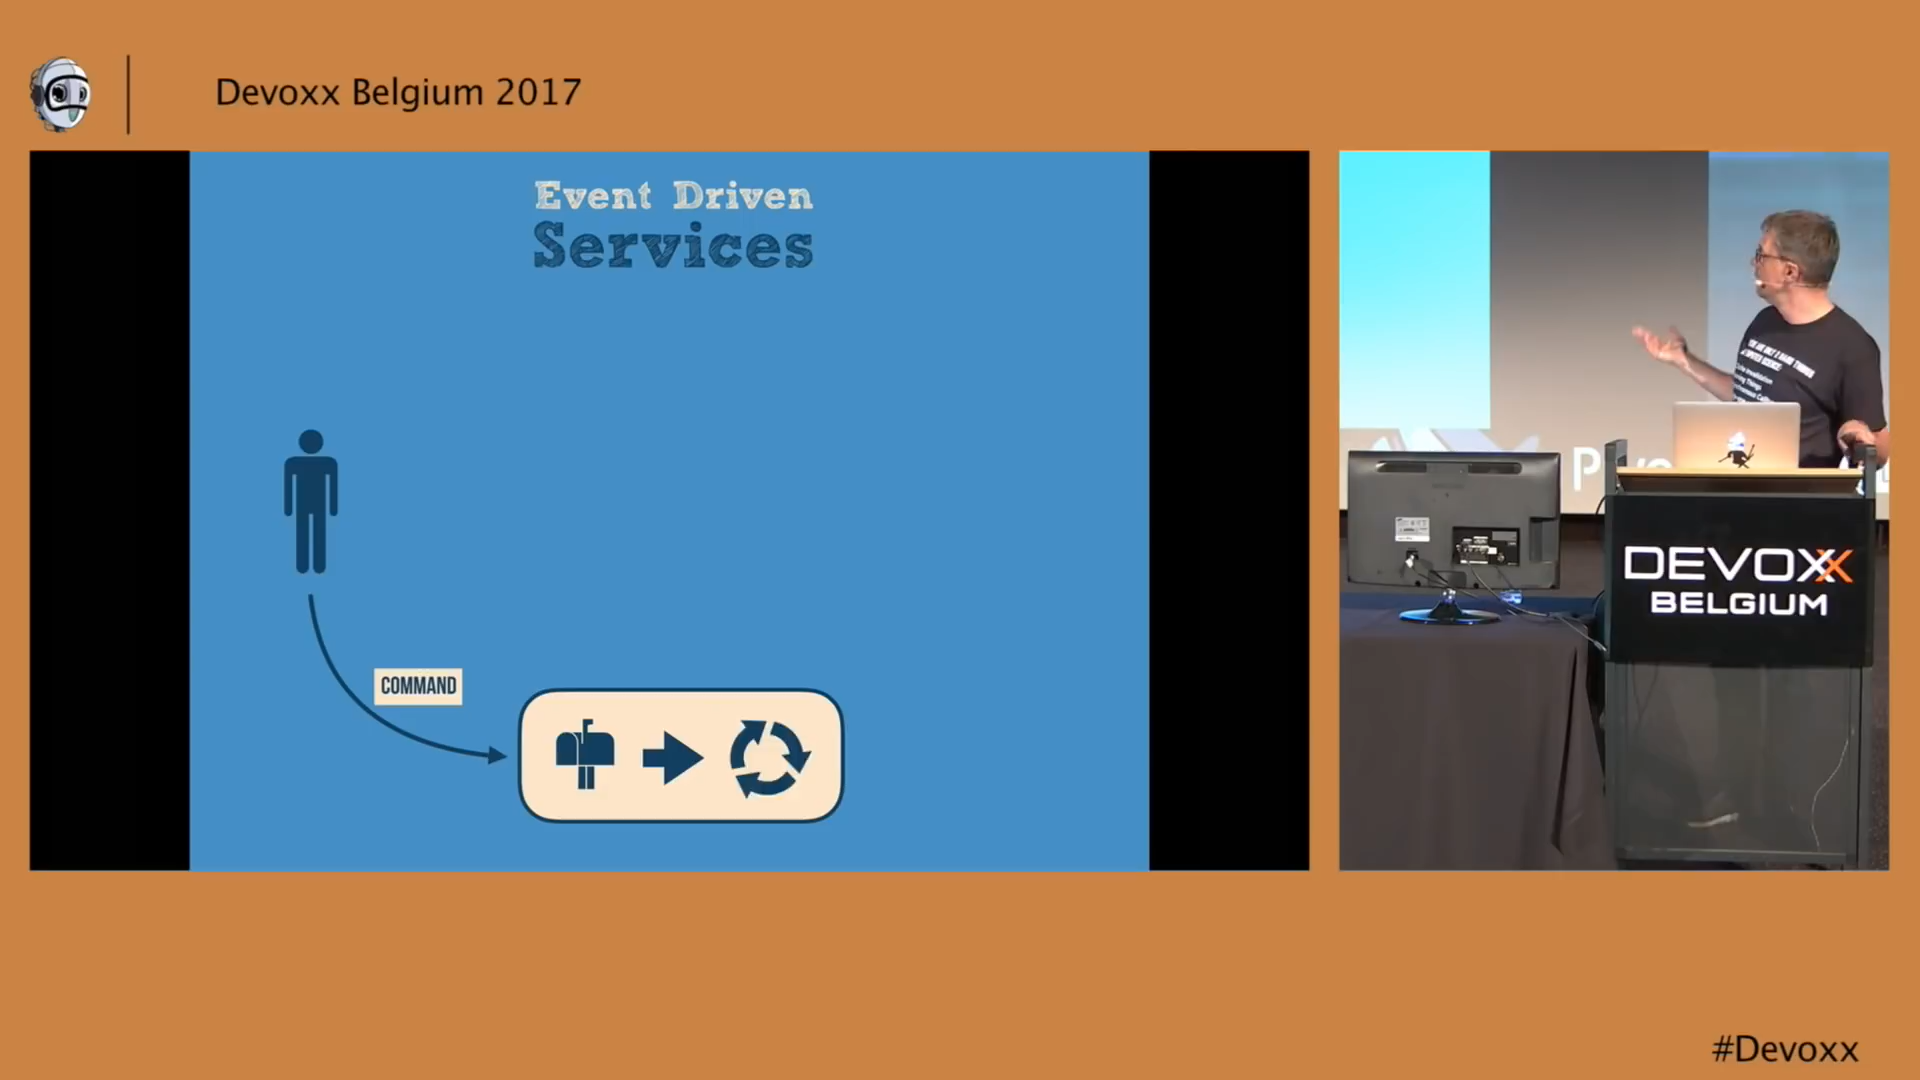 Devoxx Belgium 2017
Event Driven
Services
COMMAND
DEVOXX
BELGIUM
#Devoxx